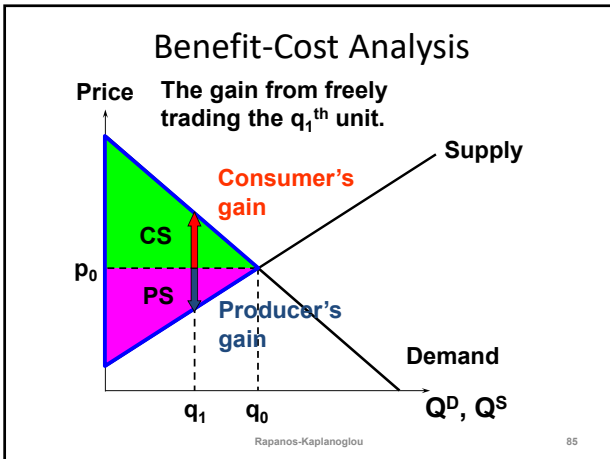 Benefit-Cost Analysis
Price
The gain from freely
trading the q₁ᵗʰ unit.
Supply
Consumer’s
gain
CS
p₀
PS
Producer’s
gain
Demand
q₁
q₀
Qᴰ, Qˢ
Rapanos-Kaplanoglou
85